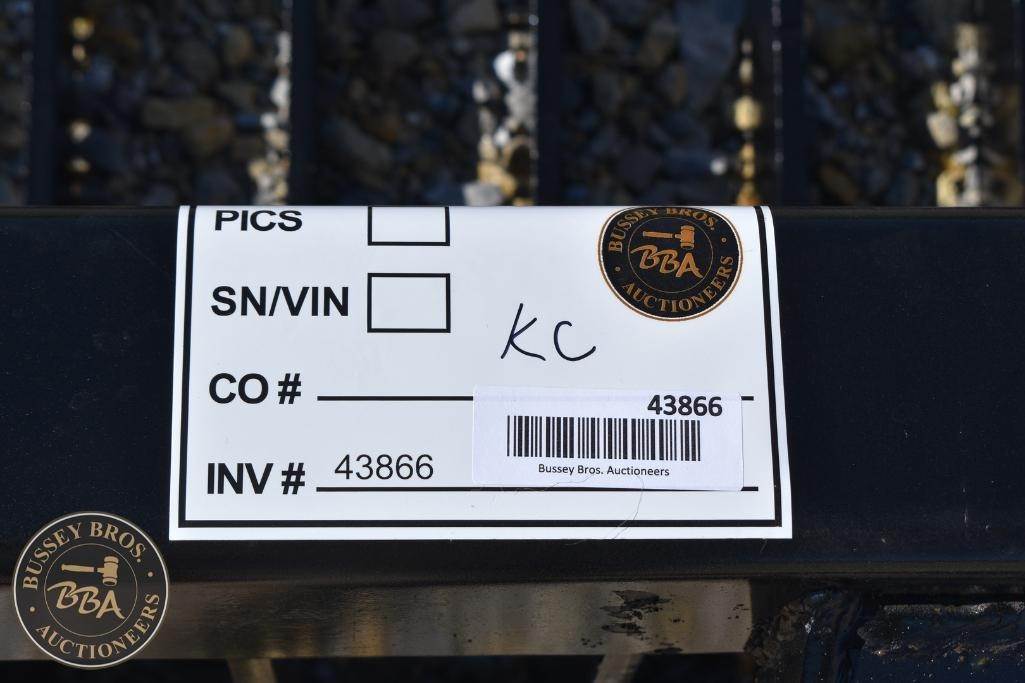 PICS
BUSSEY BROS.
BBA
AUCTIONEERS
SN/VIN
KC
CO #
43866
Bussey Bros. Auctioneers
INV # 43866
BUSSEY BROS.
BBA
AUCTIONEERS